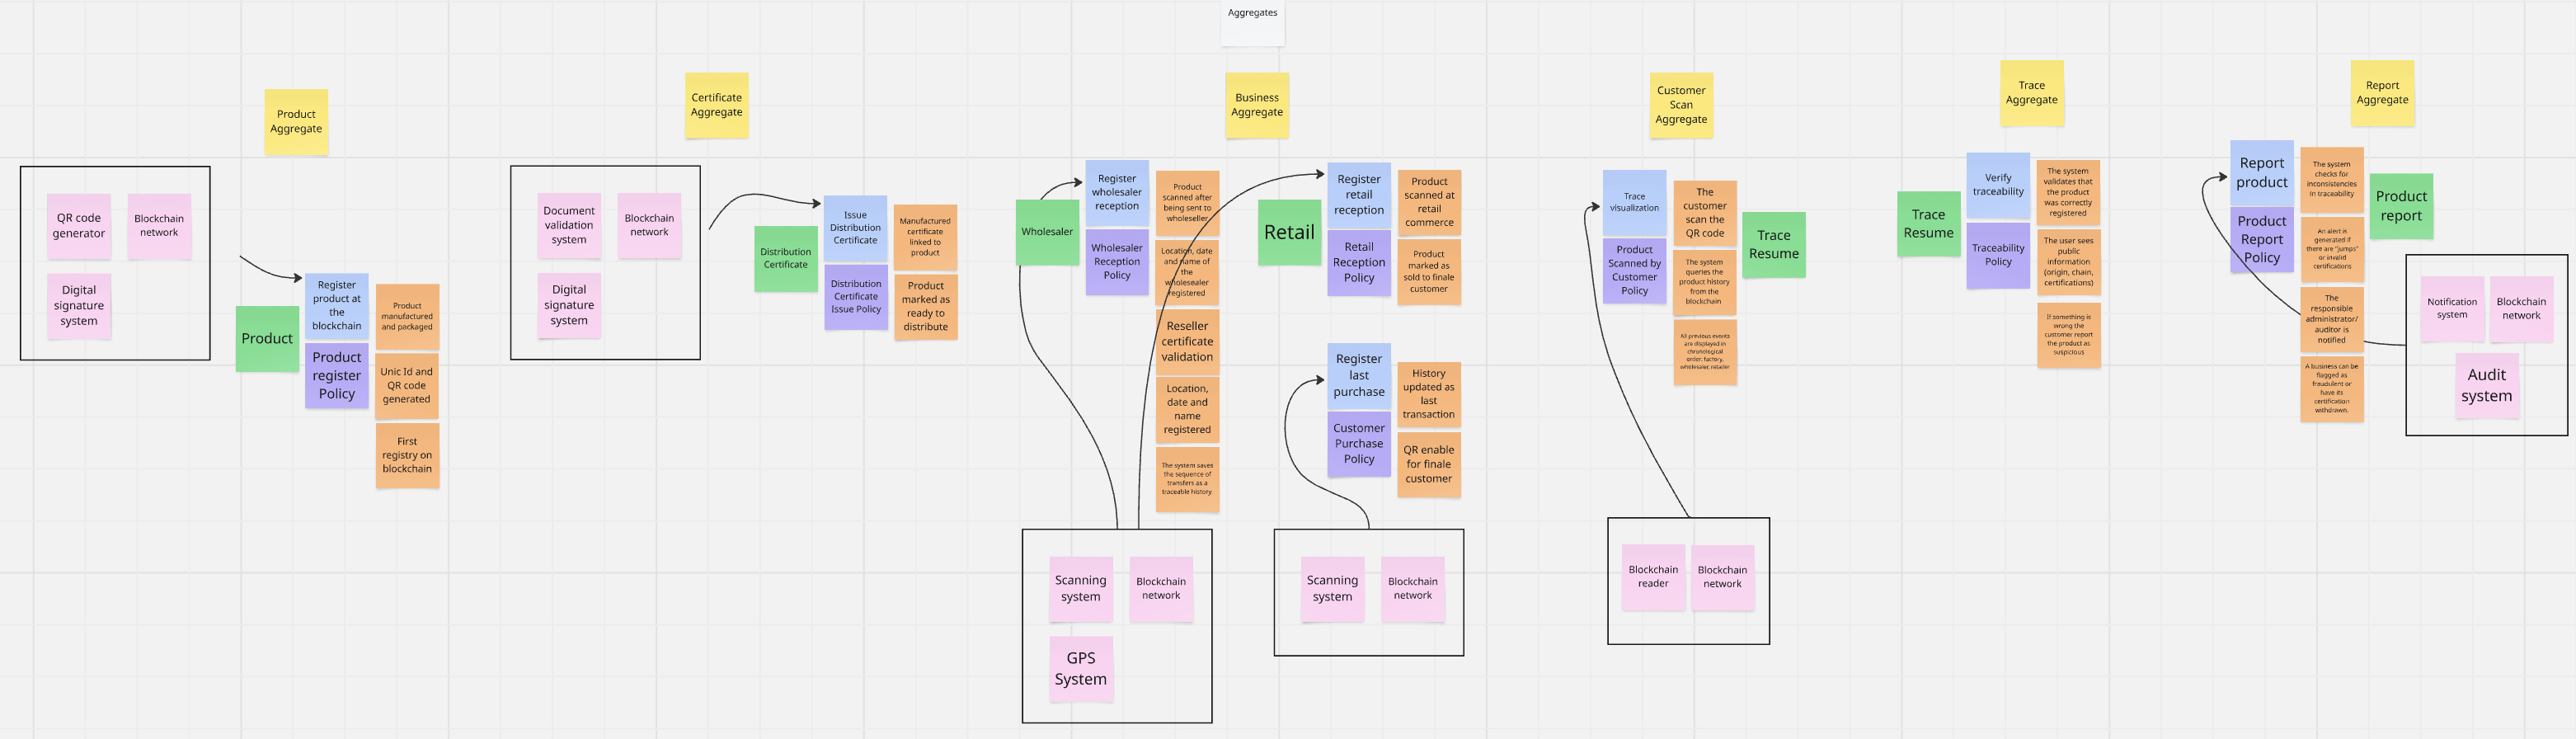 Aggregates
Product
Aggregate
QR code
generator
Blockchain
network
Digital
signature
system
Product
Register
product at
the
blockchain
Product
register
Policy
Product
manufactured
and packaged
Unic Id and
QR code
generated
First
registry on
blockchain
Certificate
Aggregate
Document
validation
system
Blockchain
network
Digital
signature
system
Distribution
Certificate
Issue
Distribution
Certificate
Distribution
Certificate
Issue Policy
Manufactured
certificate
linked to
product
Product
marked as
ready to
distribute
Business
Aggregate
Wholesaler
Register
wholesaler
reception
Wholesaler
Reception
Policy
Product
scanned after
being sent to
wholeseller
Location, date
and name of
the
wholesealer
registered
Reseller
certificate
validation
Location,
date and
name
registered
The system saves
the sequence of
transfers as a
traceable history.
Retail
Register
retail
reception
Retail
Reception
Policy
Product
scanned at
retail
commerce
Product
marked as
sold to finale
customer
Register
last
purchase
Customer
Purchase
Policy
History
updated as
last
transaction
QR enable
for finale
customer
Scanning
system
Blockchain
network
GPS
System
Scanning
system
Blockchain
network
Customer
Scan
Aggregate
Trace
visualization
Product
Scanned by
Customer
Policy
The
customer
scan the
QR code
The system
queries the
product history
from the
blockchain
All previous events
are displayed in
chronological
order: factory,
wholesaler, retailer
Trace
Resume
Blockchain
reader
Blockchain
network
Trace
Aggregate
Trace
Resume
Verify
traceability
Traceability
Policy
The system
validates that
the product
was correctly
registered
The user sees
public
information
(origin, chain,
certifications)
If something is
wrong the
customer report
the product as
suspicious
Report
Aggregate
Report
product
Product
Report
Policy
The system
checks for
inconsistencies
in traceability
An alert is
generated if
there are "jumps"
or invalid
certifications
The
responsible
administrator/
auditor is
notified
A business can be
flagged as
fraudulent or
have its
certification
withdrawn.
Product
report
Notification
system
Blockchain
network
Audit
system